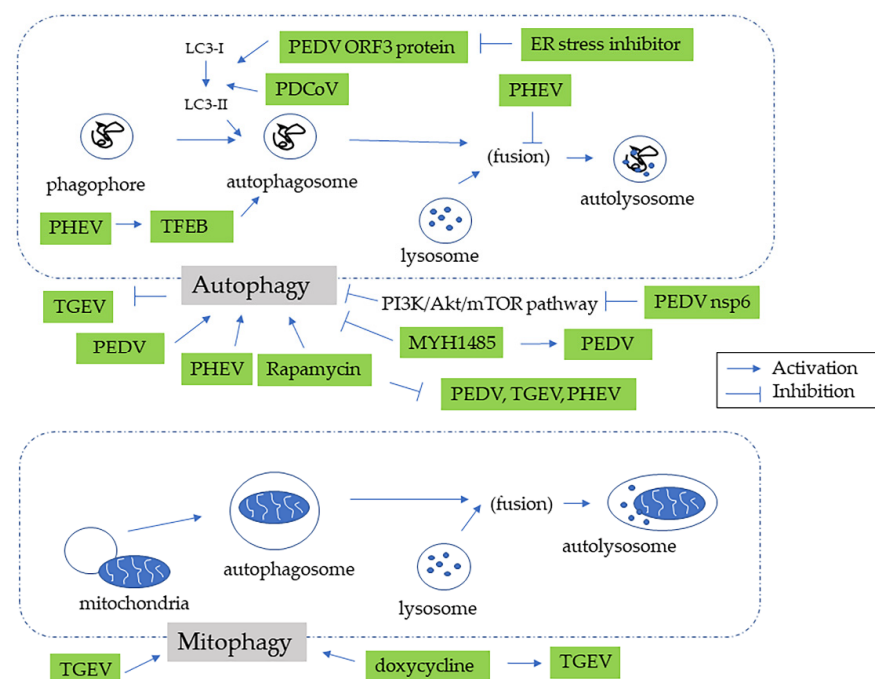 LC3-I
PEDV ORF3 protein
ER stress inhibitor
PDCoV
PHEV
LC3-II
(fusion)
phagophore
autophagosome
autolysosome
PHEV
TFEB
lysosome
Autophagy
TGEV
PI3K/Akt/mTOR pathway
PEDV nsp6
PEDV
MYH1485
PEDV
PHEV
Rapamycin
PEDV, TGEV, PHEV
Activation
Inhibition
(fusion)
autophagosome
autolysosome
mitochondria
lysosome
Mitophagy
TGEV
doxycycline
TGEV